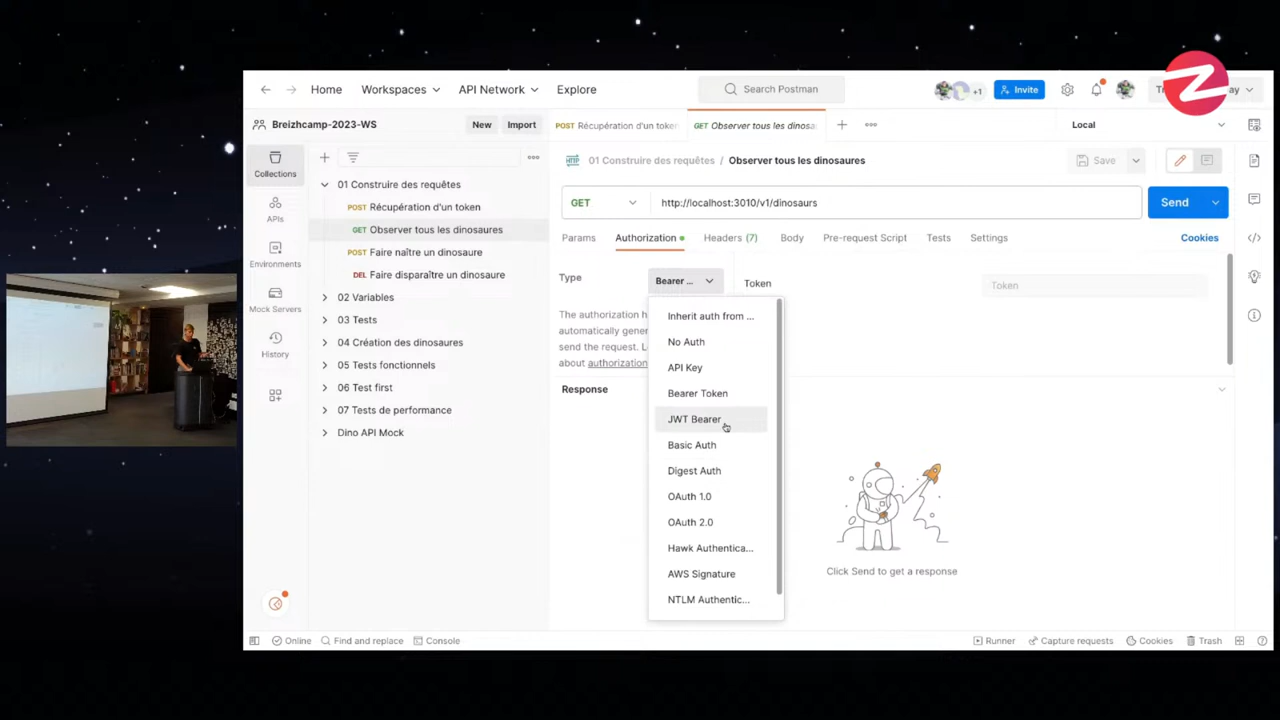 Home Workspaces API Network Explore Search Postman +1 Invite
Breizhcamp-2023-WS New Import POST Récupération d'un token GET Observer tous les dinosa Local
Collections
APIs
Environments
Mock Servers
History
01 Construire des requêtes
POST Récupération d'un token
GET Observer tous les dinosaures
POST Faire naître un dinosaure
DEL Faire disparaître un dinosaure
02 Variables
03 Tests
04 Création des dinosaures
05 Tests fonctionnels
06 Test first
07 Tests de performance
Dino API Mock
HTTP 01 Construire des requêtes / Observer tous les dinosaures Save
GET http://localhost:3010/v1/dinosaurs Send
Params Authorization Headers (7) Body Pre-request Script Tests Settings Cookies
Type Bearer ... Token Token
The authorization h
automatically gener
send the request. L
about authorization
Inherit auth from ...
No Auth
API Key
Bearer Token
JWT Bearer
Basic Auth
Digest Auth
OAuth 1.0
OAuth 2.0
Hawk Authentica...
AWS Signature
NTLM Authentic...
Response
Click Send to get a response
Online Find and replace Console Runner Capture requests Cookies Trash